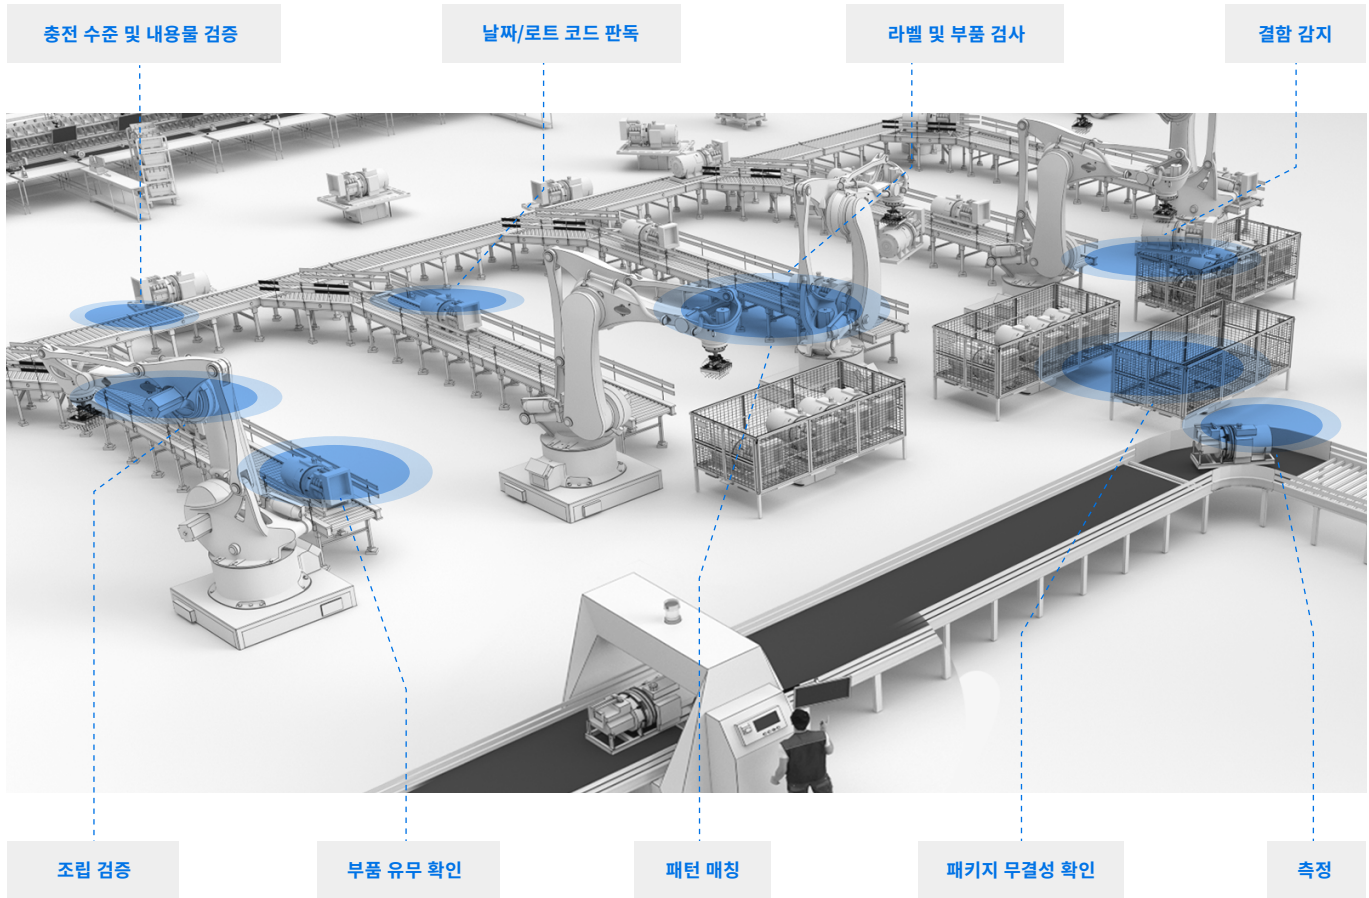 충전 수준 및 내용물 검증
날짜/로트 코드 판독
라벨 및 부품 검사
결함 감지
조립 검증
부품 유무 확인
패턴 매칭
패키지 무결성 확인
측정